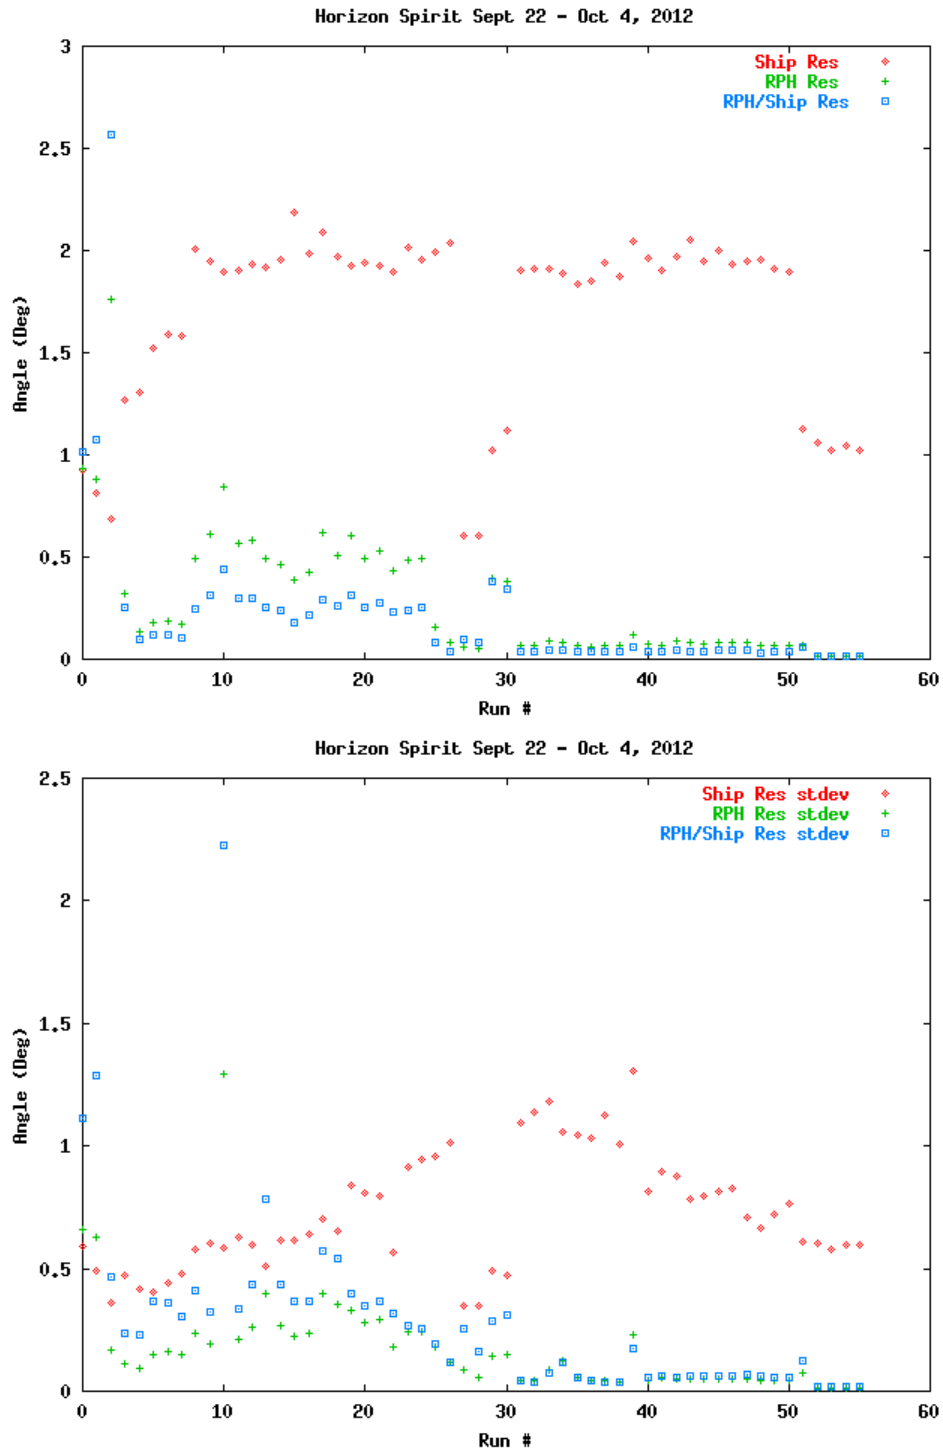 Horizon Spirit Sept 22 - Oct 4, 2012
3
Ship Res
RPH Res
RPH/Ship Res
2.5
2
1.5
Angle (Deg)
1
0.5
0
0 10 20 30 40 50 60
Run #
Horizon Spirit Sept 22 - Oct 4, 2012
2.5
Ship Res stdev
RPH Res stdev
RPH/Ship Res stdev
2
1.5
Angle (Deg)
1
0.5
0
0 10 20 30 40 50 60
Run #